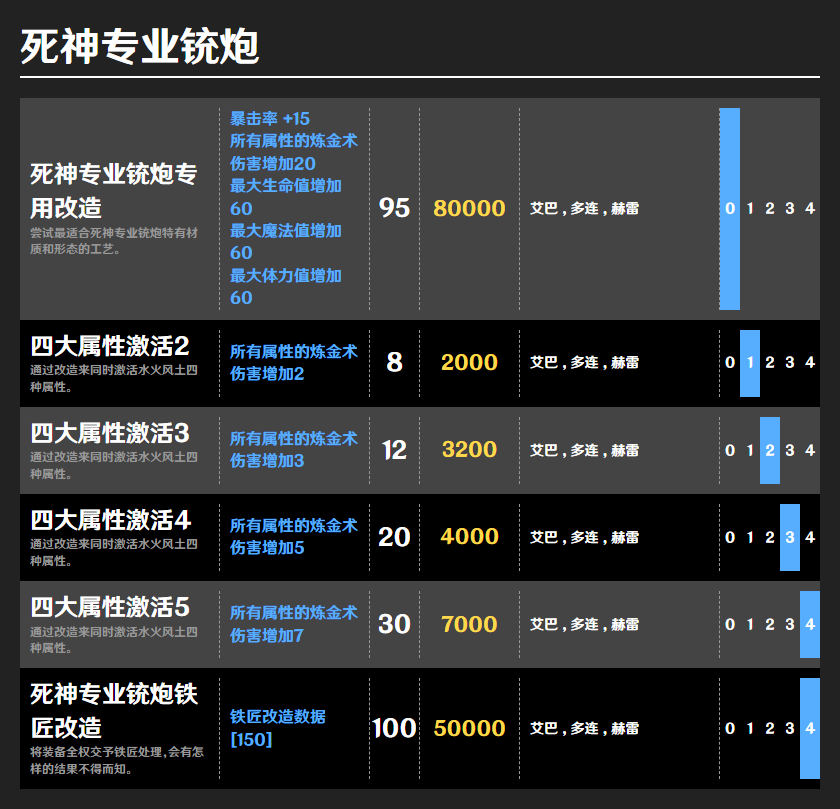 死神专业铳炮
死神专业铳炮专
用改造
尝试最适合死神专业铳炮特有材
质和形态的工艺。
暴击率 +15
所有属性的炼金术
伤害增加20
最大生命值增加
60
最大魔法值增加
60
最大体力值增加
60
95
80000
艾巴 , 多连 , 赫雷
0 1 2 3 4
四大属性激活2
通过改造来同时激活水火风土四
种属性。
所有属性的炼金术
伤害增加2
8
2000
艾巴 , 多连 , 赫雷
0 1 2 3 4
四大属性激活3
通过改造来同时激活水火风土四
种属性。
所有属性的炼金术
伤害增加3
12
3200
艾巴 , 多连 , 赫雷
0 1 2 3 4
四大属性激活4
通过改造来同时激活水火风土四
种属性。
所有属性的炼金术
伤害增加5
20
4000
艾巴 , 多连 , 赫雷
0 1 2 3 4
四大属性激活5
通过改造来同时激活水火风土四
种属性。
所有属性的炼金术
伤害增加7
30
7000
艾巴 , 多连 , 赫雷
0 1 2 3 4
死神专业铳炮铁
匠改造
将装备全权交予铁匠处理,会有怎
样的结果不得而知。
铁匠改造数据
[150]
100
50000
艾巴 , 多连 , 赫雷
0 1 2 3 4